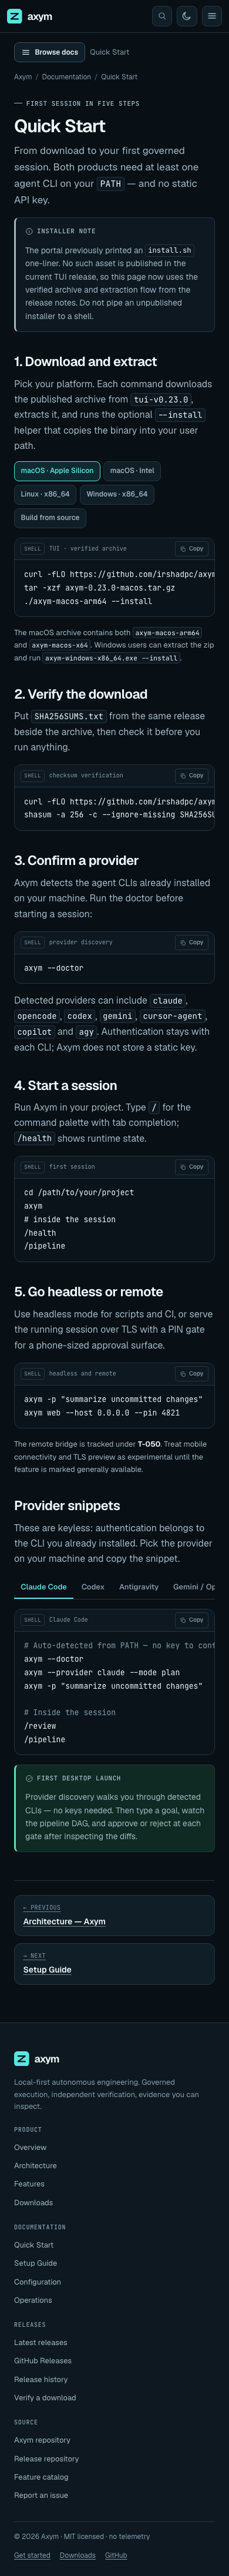 axym
Browse docs Quick Start
Axym / Documentation / Quick Start
FIRST SESSION IN FIVE STEPS
Quick Start
From download to your first governed
session. Both products need at least one
agent CLI on your PATH — and no static
API key.
INSTALLER NOTE
The portal previously printed an install.sh
one-liner. No such asset is published in the
current TUI release, so this page now uses the
verified archive and extraction flow from the
release notes. Do not pipe an unpublished
installer to a shell.
1. Download and extract
Pick your platform. Each command downloads
the published archive from tui-v0.23.0,
extracts it, and runs the optional --install
helper that copies the binary into your user
path.
macOS · Apple Silicon macOS · Intel
Linux · x86_64 Windows · x86_64
Build from source
SHELL TUI · verified archive Copy
curl -fLO https://github.com/irshadpc/axym
tar -xzf axym-0.23.0-macos.tar.gz
./axym-macos-arm64 --install
The macOS archive contains both axym-macos-arm64
and axym-macos-x64. Windows users can extract the zip
and run axym-windows-x86_64.exe --install.
2. Verify the download
Put SHA256SUMS.txt from the same release
beside the archive, then check it before you
run anything.
SHELL checksum verification Copy
curl -fLO https://github.com/irshadpc/axym
shasum -a 256 -c --ignore-missing SHA256SU
3. Confirm a provider
Axym detects the agent CLIs already installed
on your machine. Run the doctor before
starting a session:
SHELL provider discovery Copy
axym --doctor
Detected providers can include claude,
opencode, codex, gemini, cursor-agent,
copilot and agy. Authentication stays with
each CLI; Axym does not store a static key.
4. Start a session
Run Axym in your project. Type / for the
command palette with tab completion;
/health shows runtime state.
SHELL first session Copy
cd /path/to/your/project
axym
# inside the session
/health
/pipeline
5. Go headless or remote
Use headless mode for scripts and CI, or serve
the running session over TLS with a PIN gate
for a phone-sized approval surface.
SHELL headless and remote Copy
axym -p "summarize uncommitted changes"
axym web --host 0.0.0.0 --pin 4821
The remote bridge is tracked under T-050. Treat mobile
connectivity and TLS preview as experimental until the
feature is marked generally available.
Provider snippets
These are keyless: authentication belongs to
the CLI you already installed. Pick the provider
on your machine and copy the snippet.
Claude Code Codex Antigravity Gemini / Op
SHELL Claude Code Copy
# Auto-detected from PATH — no key to cont
axym --doctor
axym --provider claude --mode plan
axym -p "summarize uncommitted changes"
# Inside the session
/review
/pipeline
FIRST DESKTOP LAUNCH
Provider discovery walks you through detected
CLIs — no keys needed. Then type a goal, watch
the pipeline DAG, and approve or reject at each
gate after inspecting the diffs.
← PREVIOUS
Architecture — Axym
→ NEXT
Setup Guide
axym
Local-first autonomous engineering. Governed
execution, independent verification, evidence you can
inspect.
PRODUCT
Overview
Architecture
Features
Downloads
DOCUMENTATION
Quick Start
Setup Guide
Configuration
Operations
RELEASES
Latest releases
GitHub Releases
Release history
Verify a download
SOURCE
Axym repository
Release repository
Feature catalog
Report an issue
© 2026 Axym · MIT licensed · no telemetry
Get started Downloads GitHub